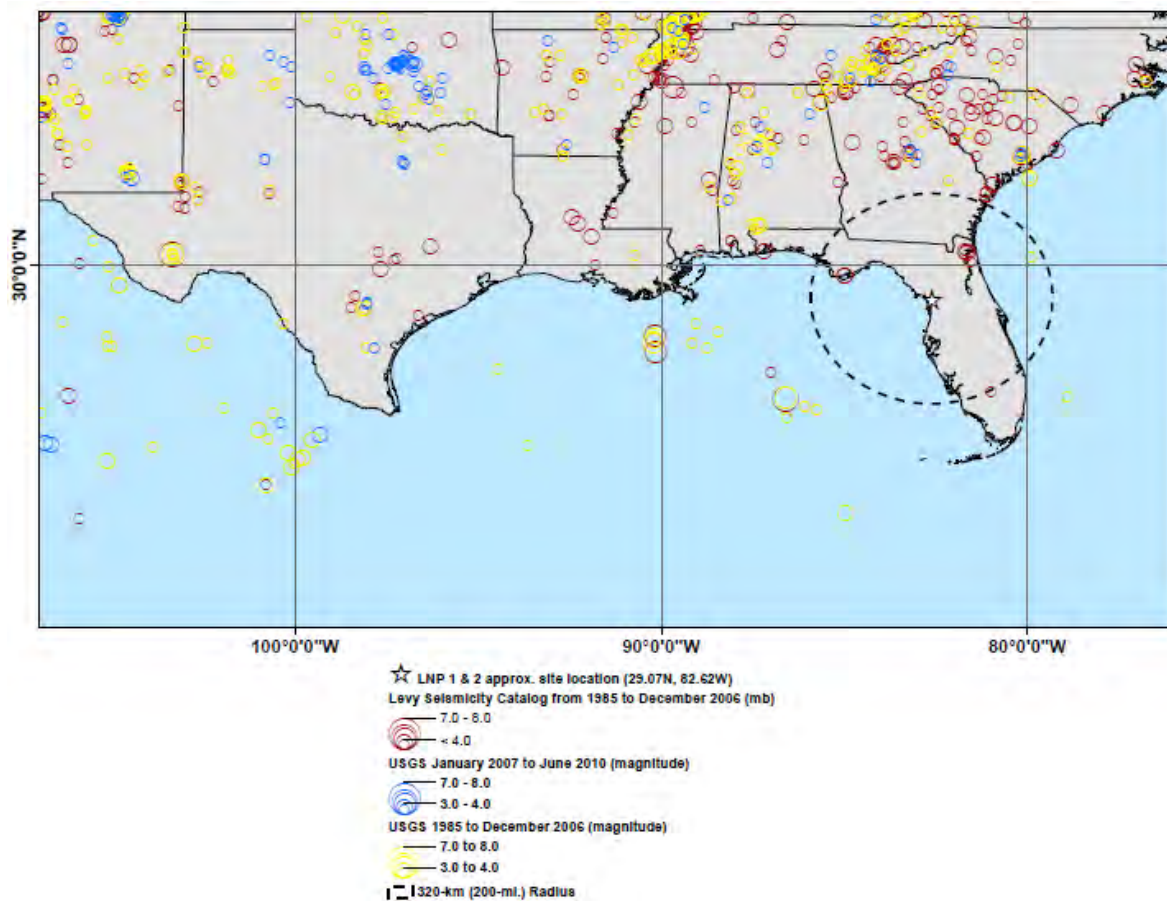 30°0'0"N
100°0'0"W
90°0'0"W
80°0'0"W
LNP 1 & 2 approx. site location (29.07N, 82.62W)
Levy Seismicity Catalog from 1985 to December 2006 (mb)
7.0 - 8.0
< 4.0
USGS January 2007 to June 2010 (magnitude)
7.0 - 8.0
3.0 - 4.0
USGS 1985 to December 2006 (magnitude)
7.0 to 8.0
3.0 to 4.0
320-km (200-mi.) Radius